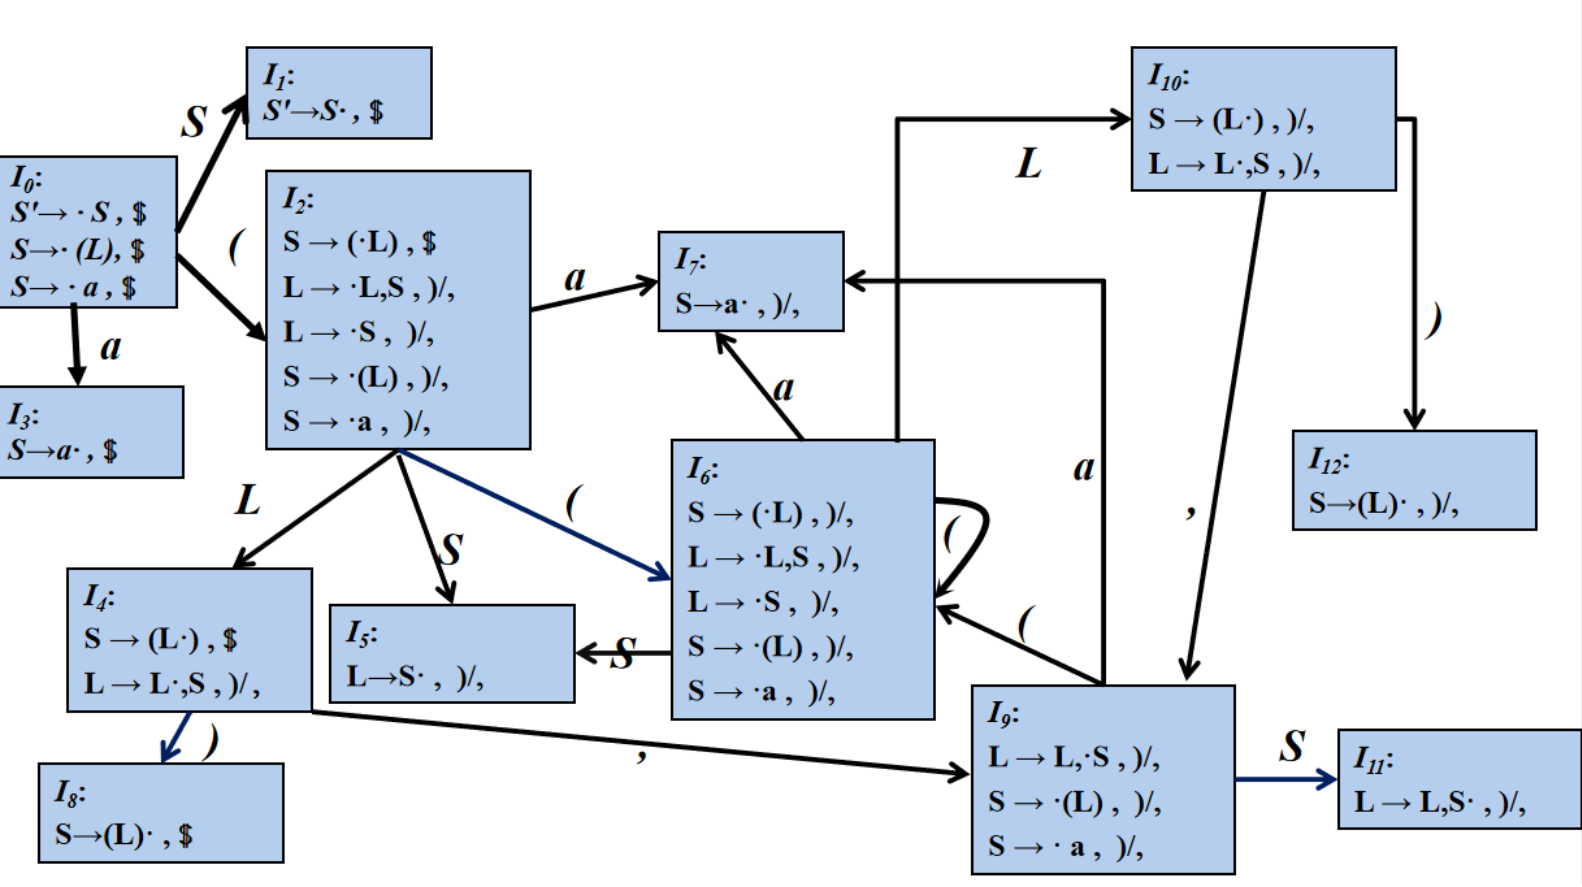 I1:
S'→S· , $
S
I0:
S'→ · S , $
S→· (L), $
S→ · a , $
(
a
I3:
S→a· , $
I2:
S → (·L) , $
L → ·L,S , )/,
L → ·S , )/,
S → ·(L) , )/,
S → ·a , )/,
a
I7:
S→a· , )/,
a
L
I10:
S → (L·) , )/,
L → L·,S , )/,
)
I12:
S→(L)· , )/,
L
S
(
I6:
S → (·L) , )/,
L → ·L,S , )/,
L → ·S , )/,
S → ·(L) , )/,
S → ·a , )/,
(
a
,
(
I4:
S → (L·) , $
L → L·,S , )/,
I5:
L→S· , )/,
S
)
,
I8:
S→(L)· , $
I9:
L → L,·S , )/,
S → ·(L) , )/,
S → · a , )/,
S
I11:
L → L,S· , )/,